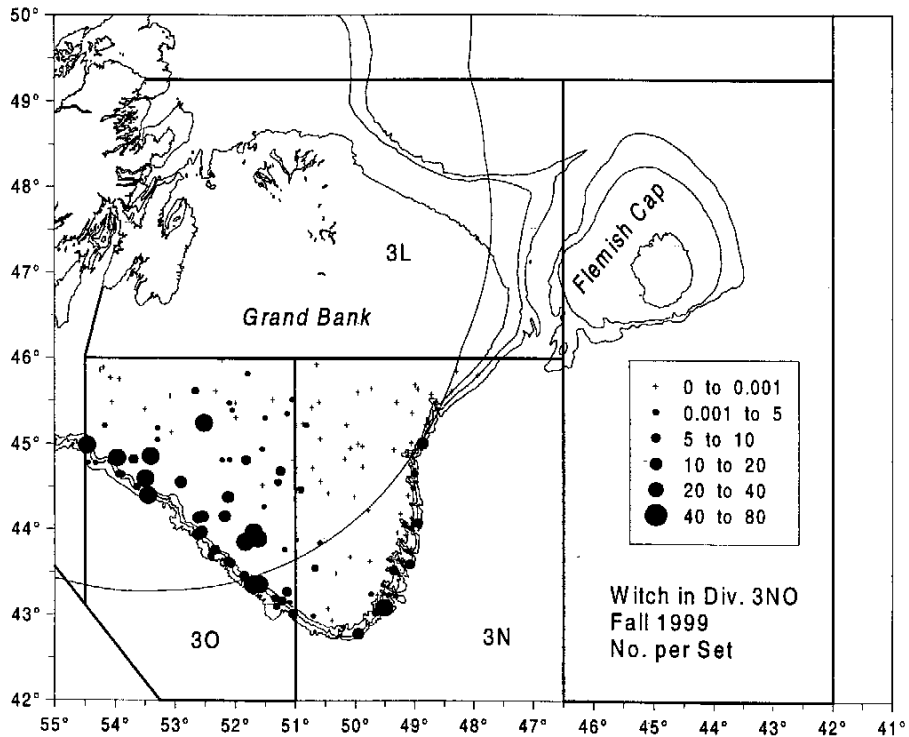 50°
49°
48°
47°
46°
45°
44°
43°
42°
3L
Grand Bank
Flemish Cap
3O
3N
0 to 0.001
0.001 to 5
5 to 10
10 to 20
20 to 40
40 to 80
Witch in Div. 3NO
Fall 1999
No. per Set
55° 54° 53° 52° 51° 50° 49° 48° 47° 46° 45° 44° 43° 42° 41°